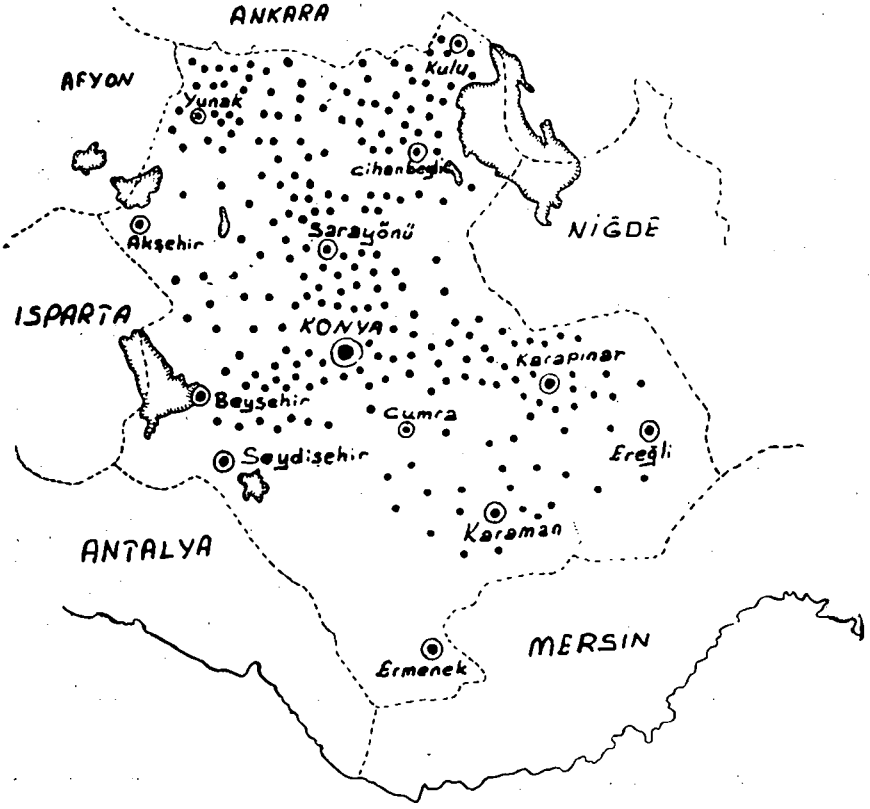 ANKARA
Kulu
AFYON
Yunak
Cihanbeyli
Akşehir
Sarayönü
NİĞDE
ISPARTA
KONYA
Karapınar
Beyşehir
Cumra
Ereğli
Seydişehir
Karaman
ANTALYA
MERSIN
Ermenek